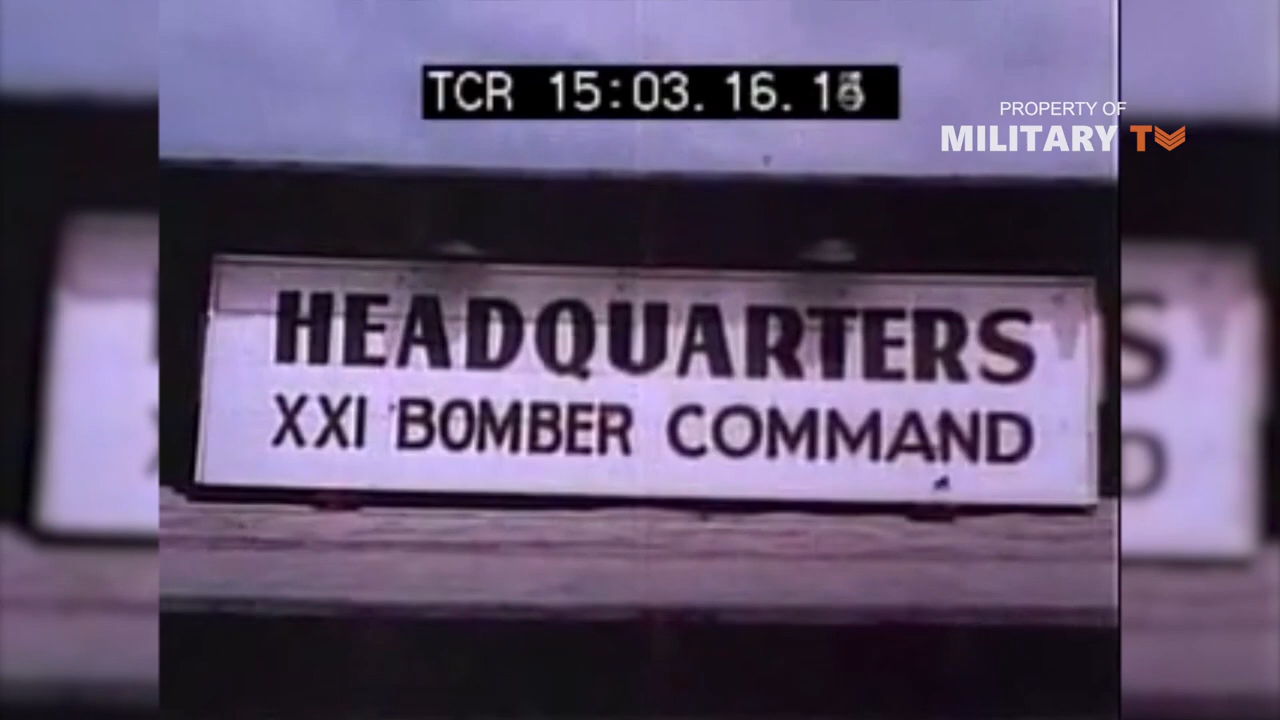 TCR 15:03.16.1
PROPERTY OF
MILITARY TV
HEADQUARTERS
XXI BOMBER COMMAND